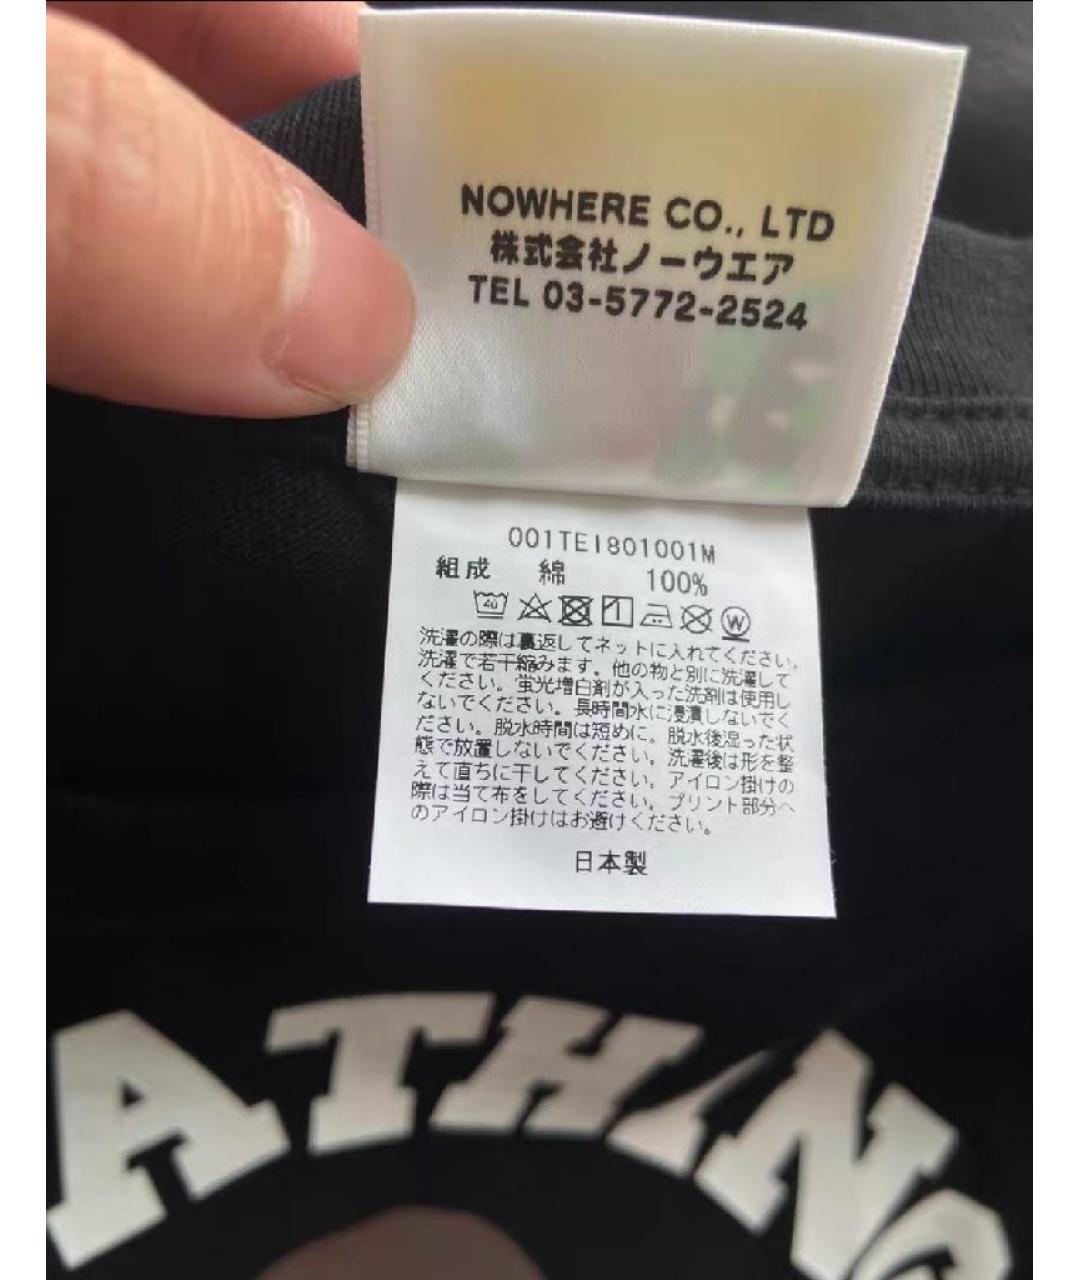 NOWHERE CO., LTD
株式会社ノーウエア
TEL 03-5772-2524
001TEI801001M
組成 綿 100%
40 W
洗濯の際は裏返してネットに入れてください。
洗濯で若干縮みます。他の物と別に洗濯して
ください。蛍光増白剤が入った洗剤は使用し
ないでください。長時間水に浸漬しないでく
ださい。脱水時間は短めに。脱水後湿った状
態で放置しないでください。洗濯後は形を整
えて直ちに干してください。アイロン掛けの
際は当て布をしてください。プリント部分へ
のアイロン掛けはお避けください。
日本製
ATHING